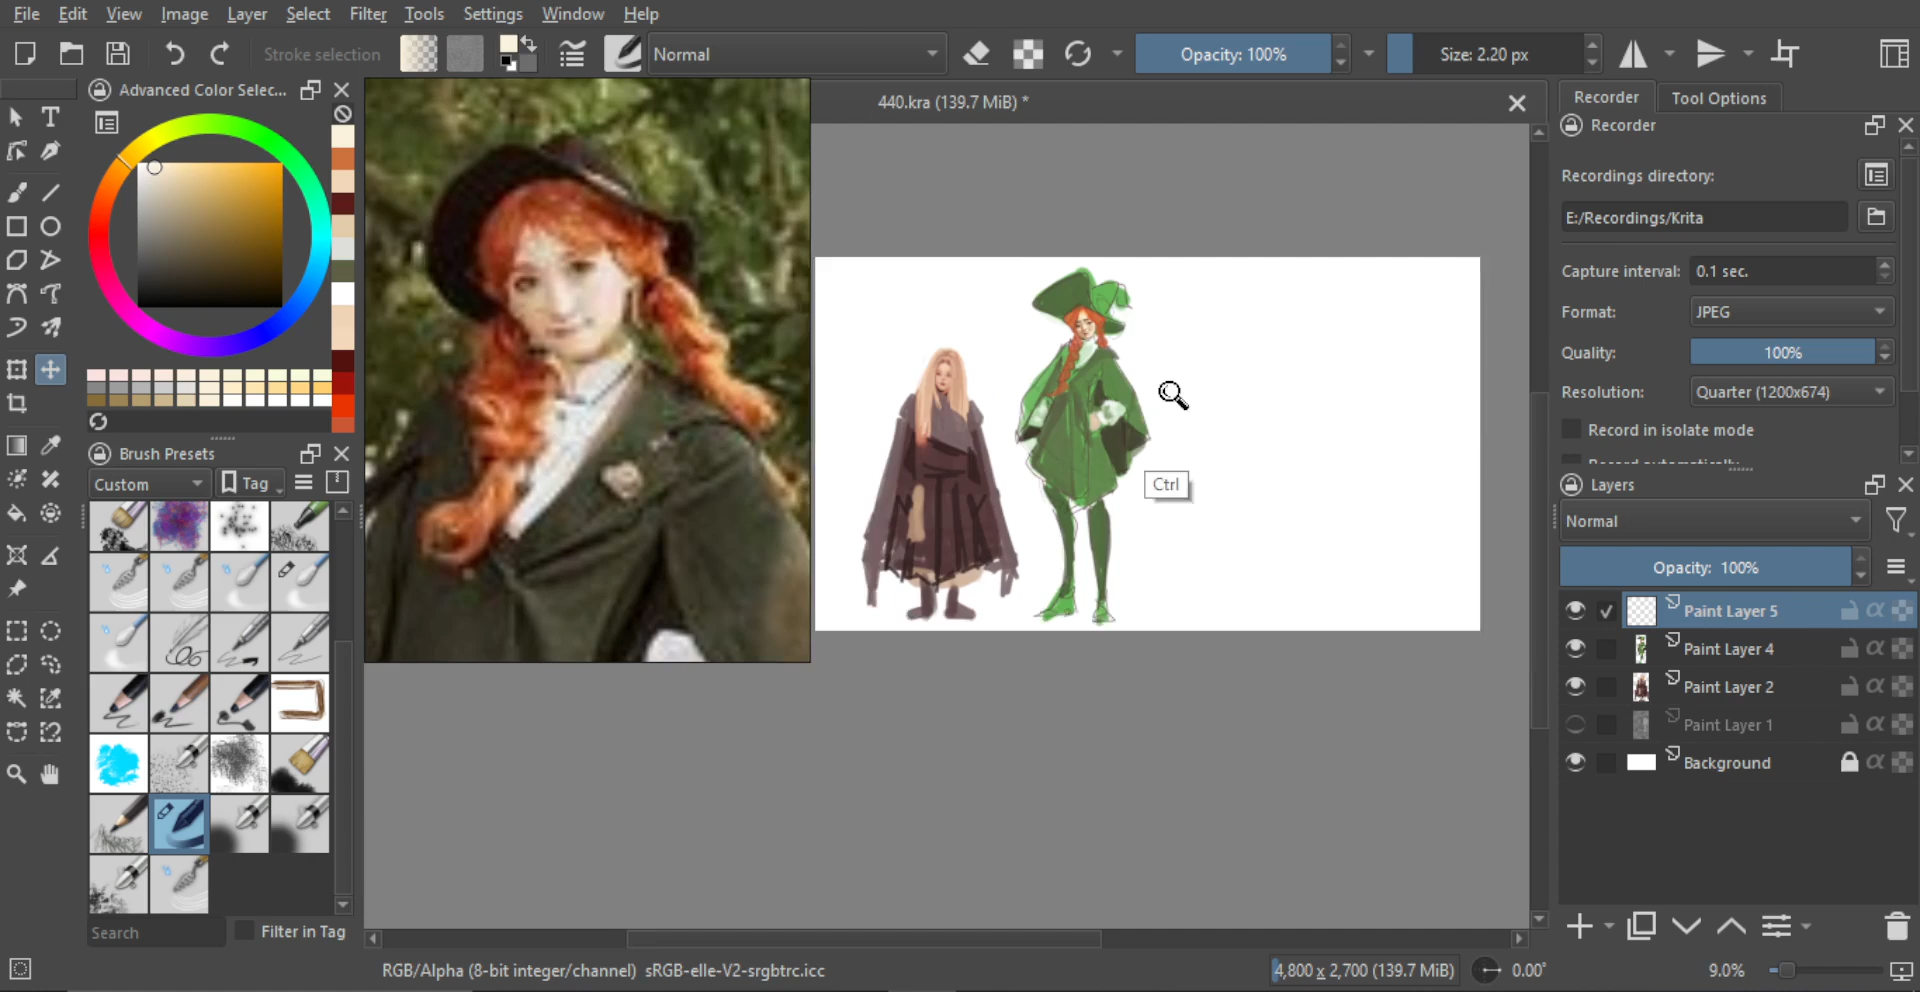 File Edit View Image Layer Select Filter Tools Settings Window Help
Stroke selection Normal Opacity: 100% Size: 2.20 px
Advanced Color Selec...
440.kra (139.7 MiB) *
Recorder Tool Options
Recorder
Recordings directory:
E:/Recordings/Krita
Capture interval: 0.1 sec.
Format: JPEG
Quality: 100%
Resolution: Quarter (1200x674)
Record in isolate mode
Record automatically
Brush Presets
Custom Tag
Ctrl
Layers
Normal
Opacity: 100%
Paint Layer 5
Paint Layer 4
Paint Layer 2
Paint Layer 1
Background
Search Filter in Tag
RGB/Alpha (8-bit integer/channel) sRGB-elle-V2-srgbtrc.icc 4,800 x 2,700 (139.7 MiB) 0.00° 9.0%